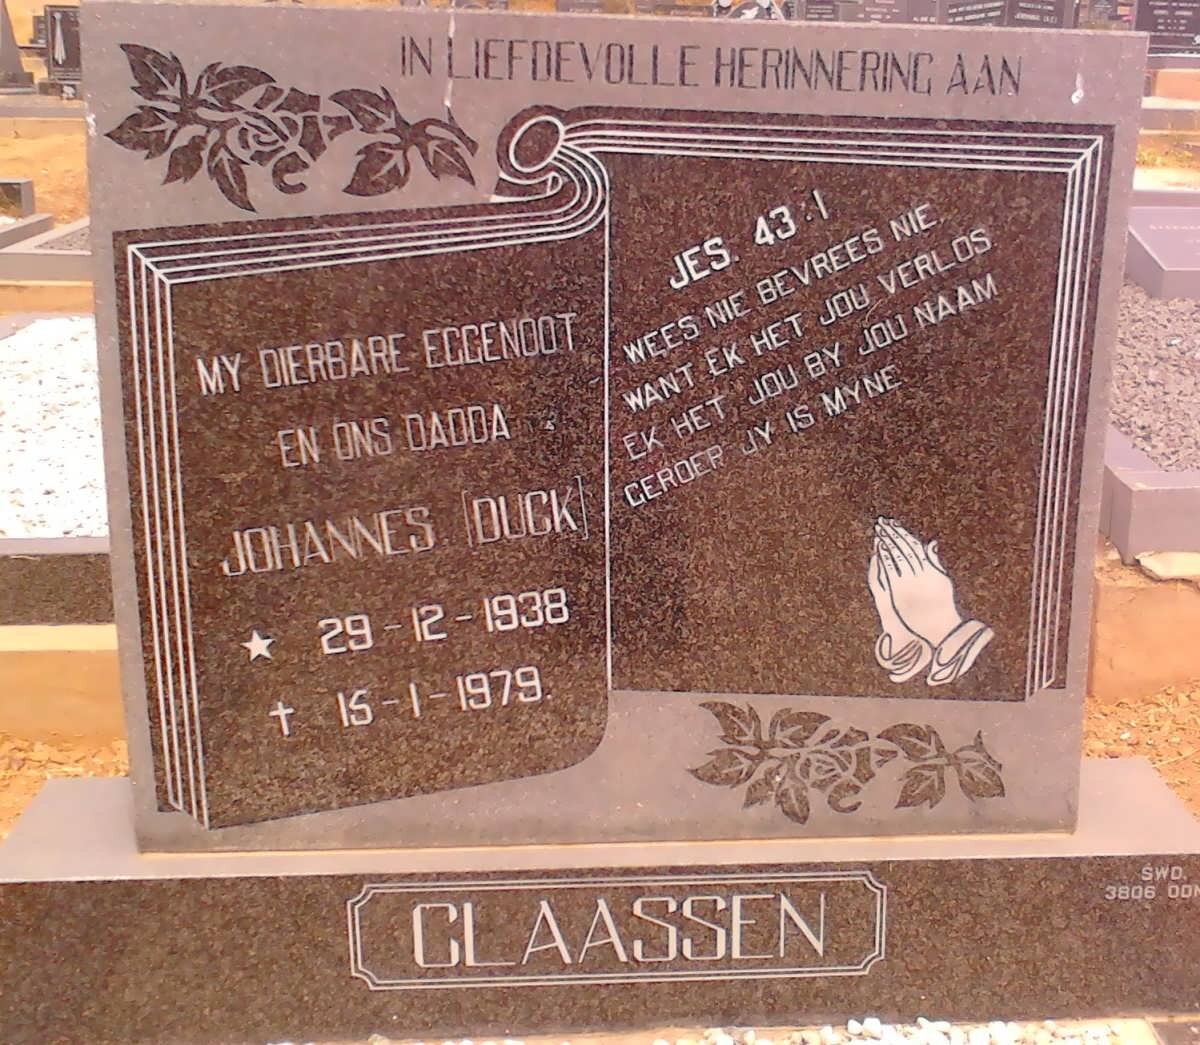 IN LIEFDEVOLLE HERINNERING AAN
MY DIERBARE EGGENOOT
EN ONS DADDA
JOHANNES [DUCK]
★ 29-12-1938
† 15-1-1979.
JES. 43:1
WEES NIE BEVREES NIE.
WANT EK HET JOU VERLOS
EK HET JOU BY JOU NAAM
GEROEP JY IS MYNE
CLAASSEN
SWD.
3806